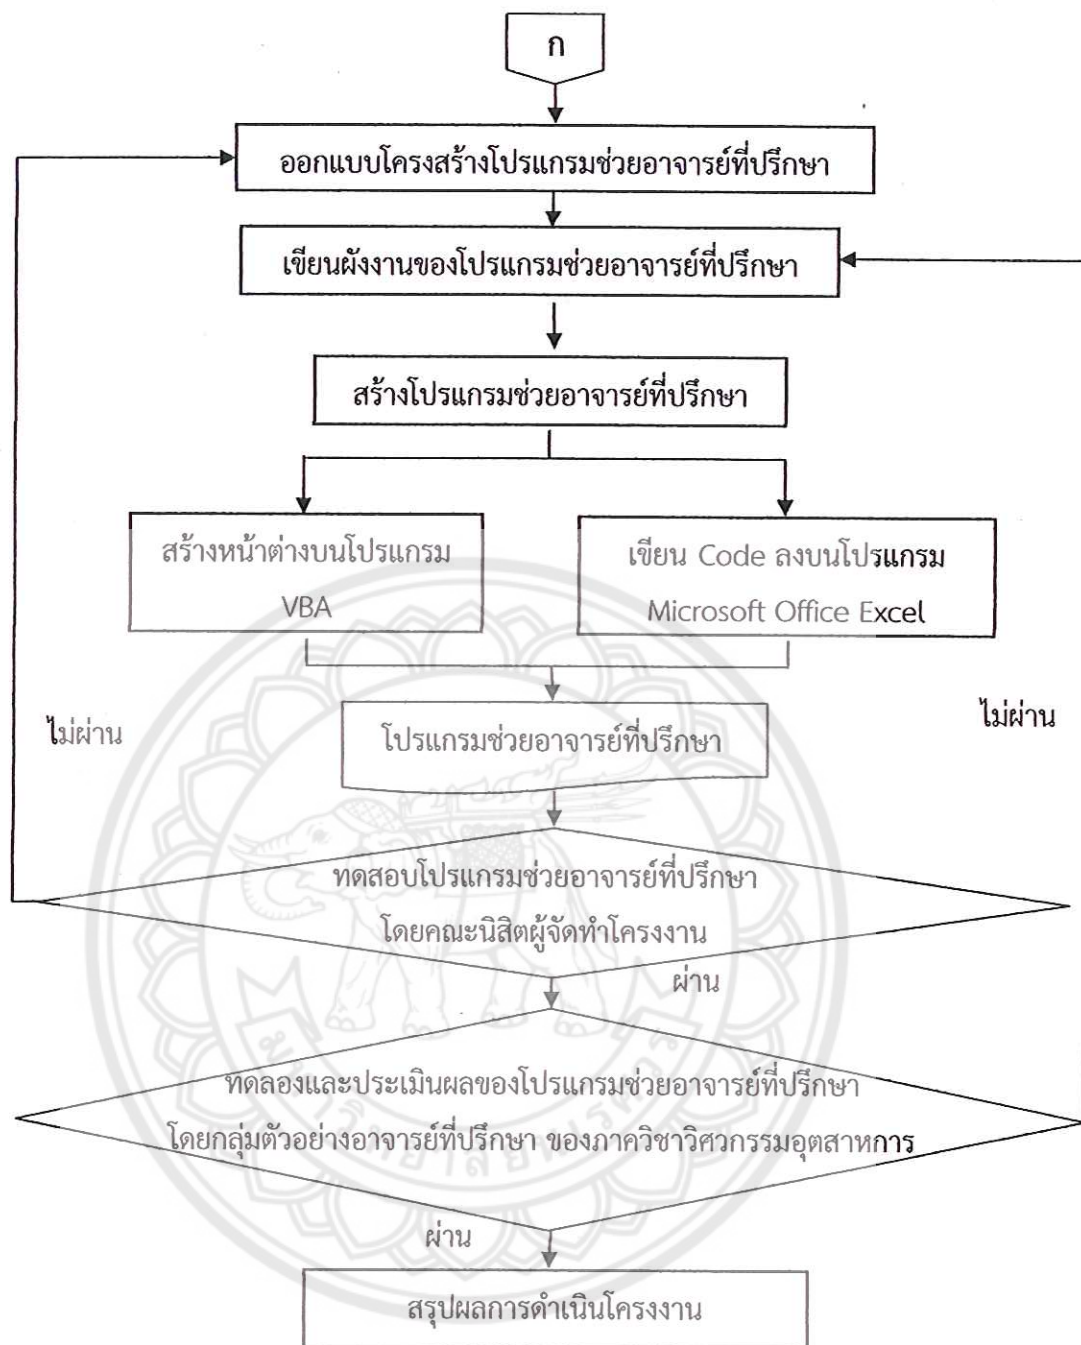 ก
ออกแบบโครงสร้างโปรแกรมช่วยอาจารย์ที่ปรึกษา
เขียนผังงานของโปรแกรมช่วยอาจารย์ที่ปรึกษา
สร้างโปรแกรมช่วยอาจารย์ที่ปรึกษา
สร้างหน้าต่างบนโปรแกรม
VBA
เขียน Code ลงบนโปรแกรม
Microsoft Office Excel
ไม่ผ่าน
ไม่ผ่าน
โปรแกรมช่วยอาจารย์ที่ปรึกษา
ทดสอบโปรแกรมช่วยอาจารย์ที่ปรึกษา
โดยคณะนิสิตผู้จัดทำโครงงาน
ผ่าน
ทดลองและประเมินผลของโปรแกรมช่วยอาจารย์ที่ปรึกษา
โดยกลุ่มตัวอย่างอาจารย์ที่ปรึกษา ของภาควิชาวิศวกรรมอุตสาหการ
มหาวิทยาลัยนเรศวร
ผ่าน
สรุปผลการดำเนินโครงงาน